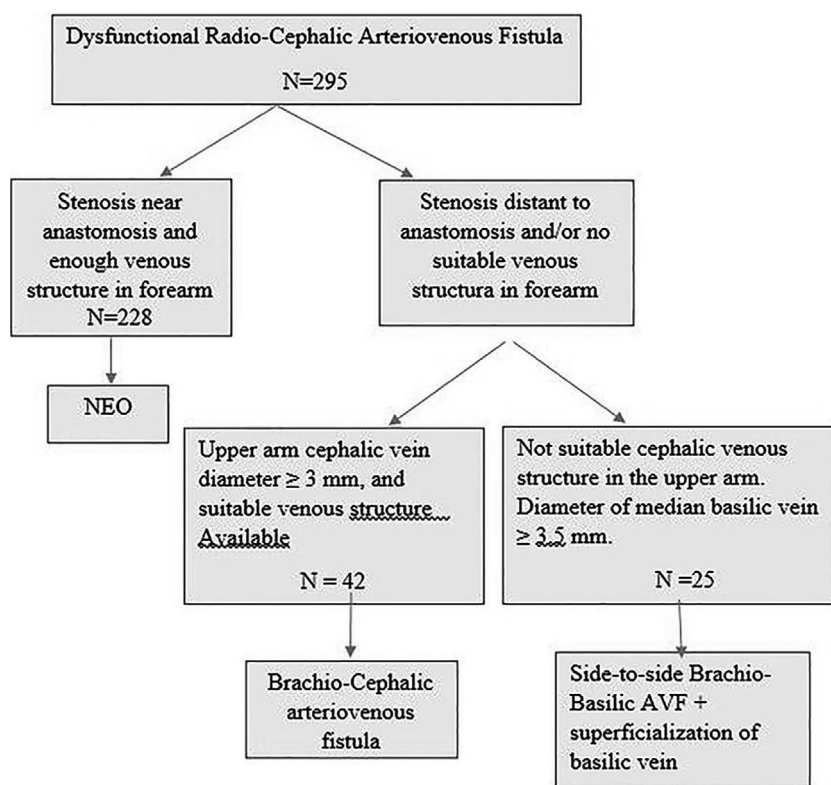 Dysfunctional Radio-Cephalic Arteriovenous Fistula
N=295
Stenosis near
anastomosis and
enough venous
structure in forearm
N=228
Stenosis distant to
anastomosis and/or no
suitable venous
structura in forearm
NEO
Upper arm cephalic vein
diameter ≥ 3 mm, and
suitable venous structure
Available
N = 42
Not suitable cephalic venous
structure in the upper arm.
Diameter of median basilic vein
≥ 3.5 mm.
N =25
Brachio-Cephalic
arteriovenous
fistula
Side-to-side Brachio-
Basilic AVF +
superficialization of
basilic vein